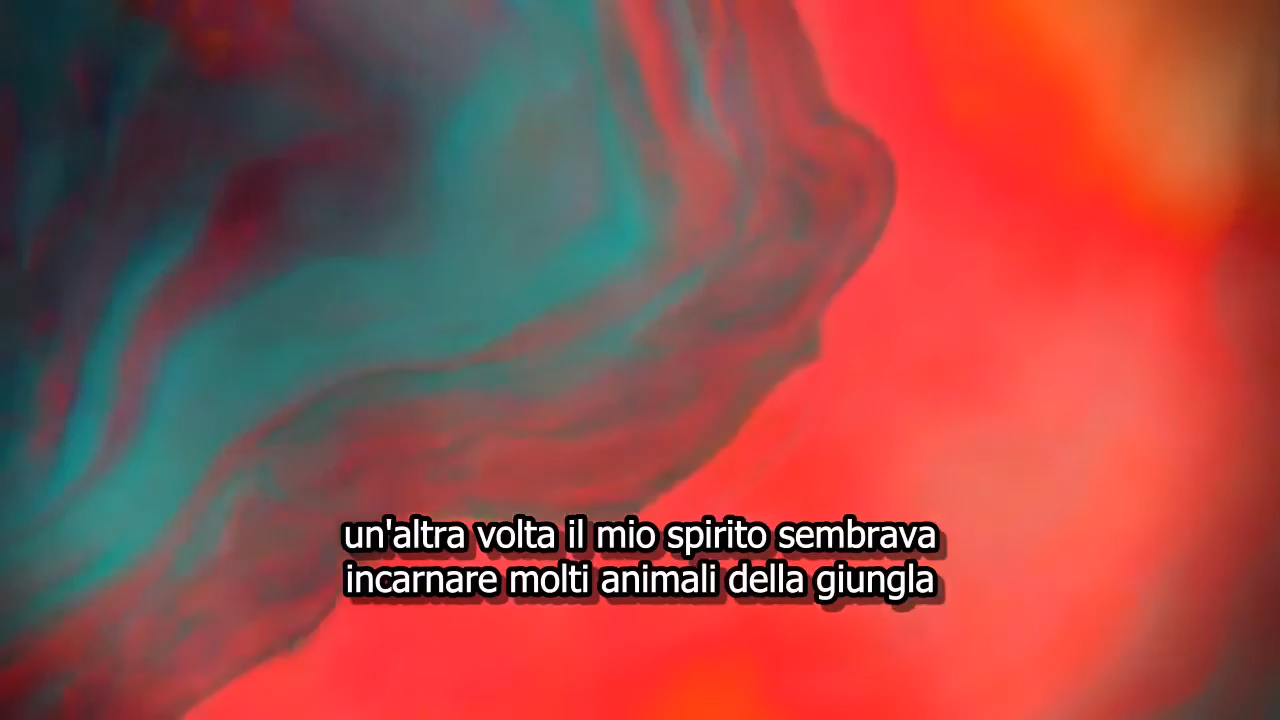 un'altra volta il mio spirito sembrava
incarnare molti animali della giungla